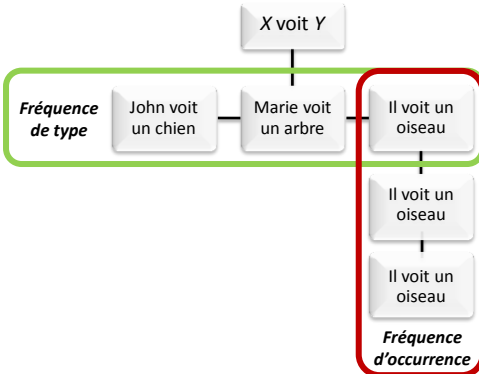 X voit Y
Fréquence
de type
John voit
un chien
Marie voit
un arbre
Il voit un
oiseau
Il voit un
oiseau
Il voit un
oiseau
Fréquence
d'occurrence